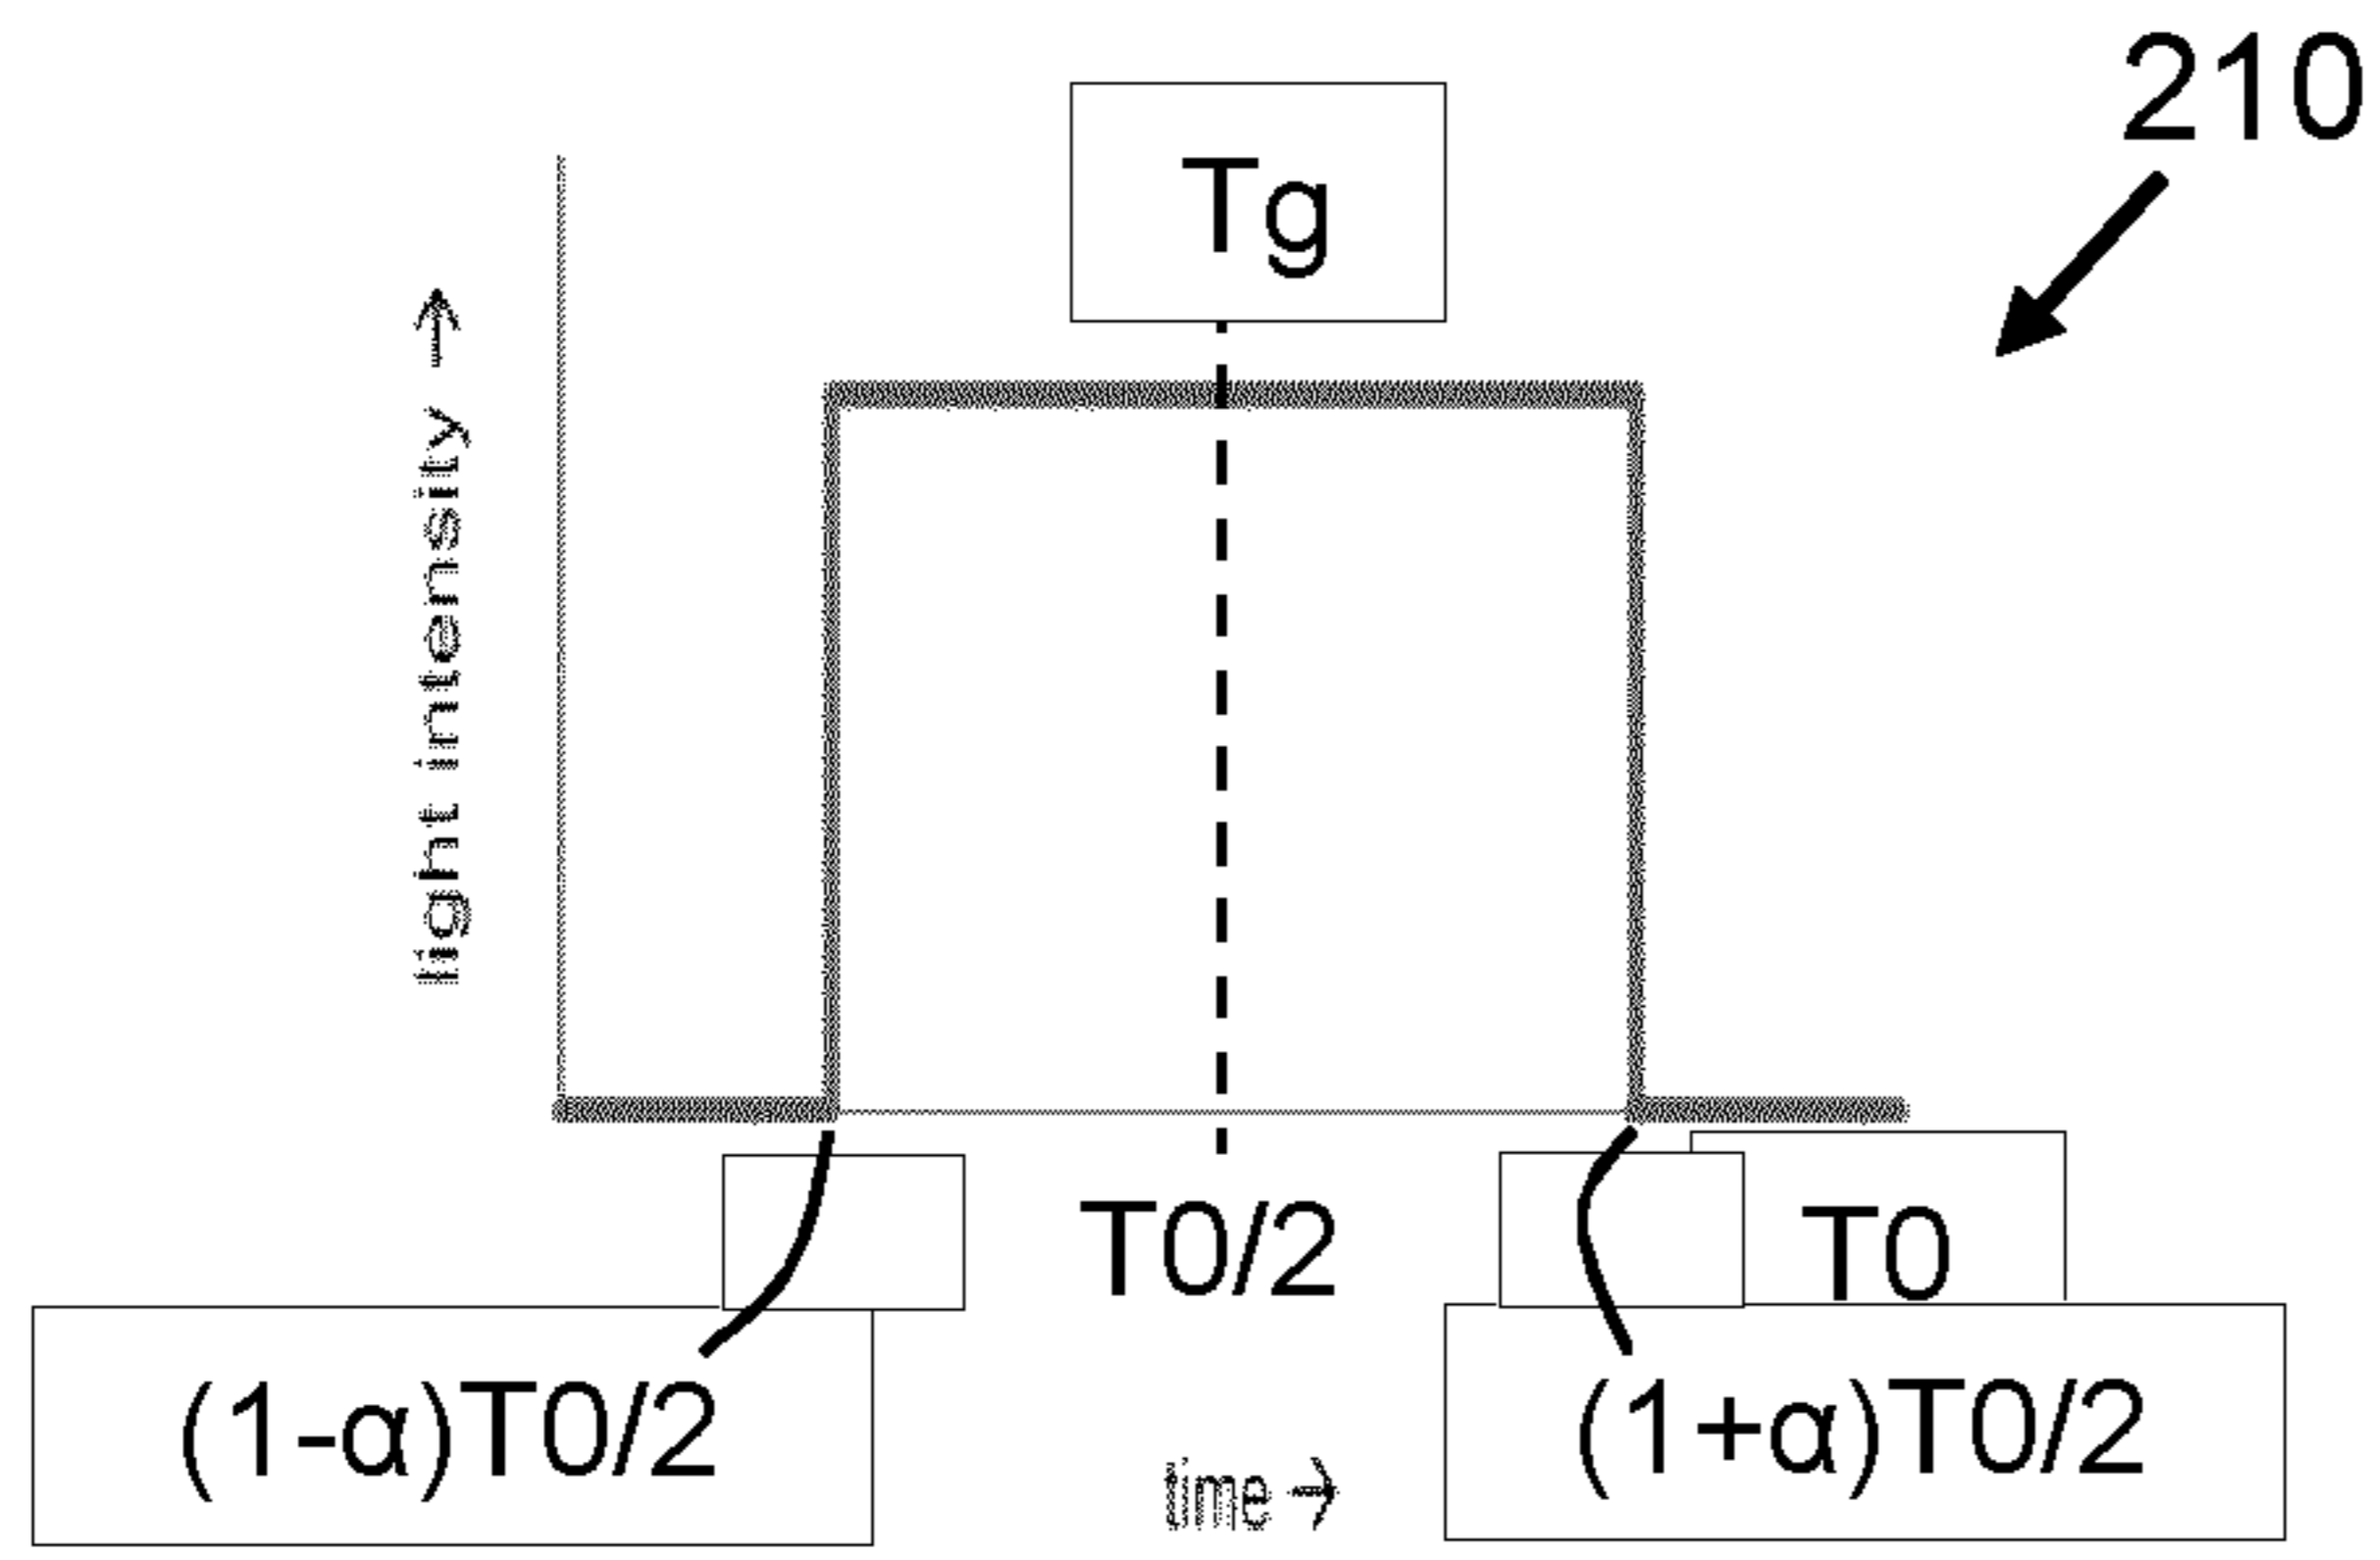 210
Tg
light intensity →
T0/2
T0
(1-α)T0/2
(1+α)T0/2
time →